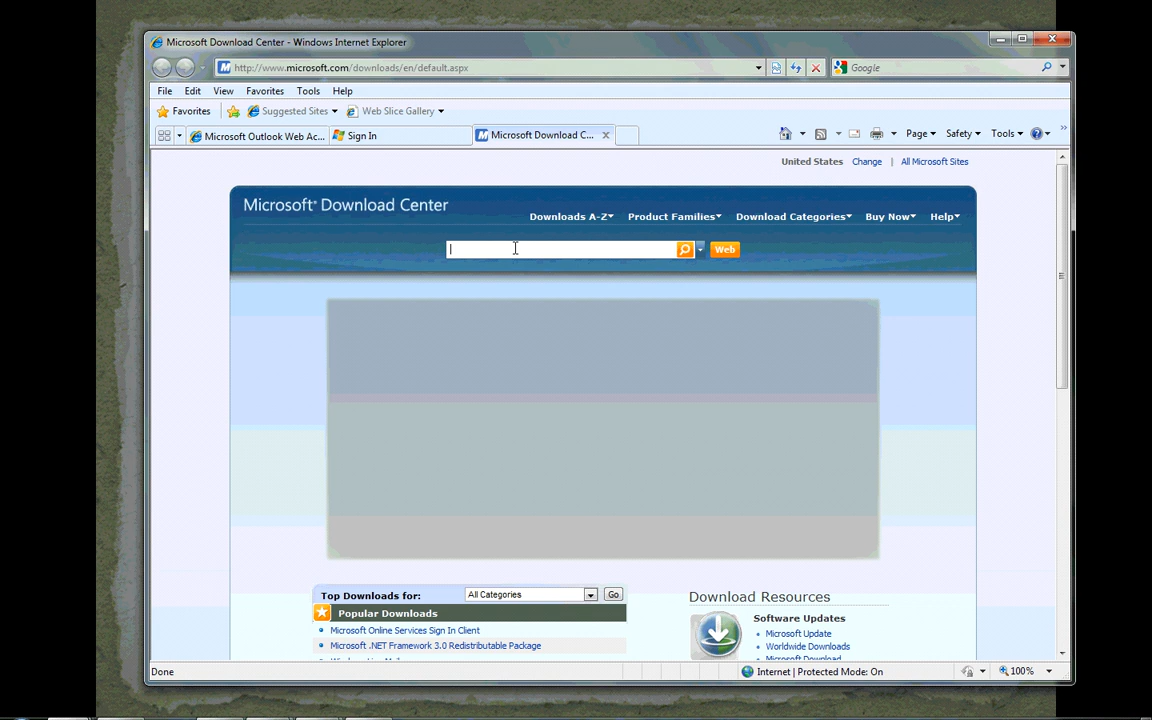 Microsoft Download Center - Windows Internet Explorer
http://www.microsoft.com/downloads/en/default.aspx
Google
File Edit View Favorites Tools Help
Favorites Suggested Sites Web Slice Gallery
Microsoft Outlook Web Ac... Sign In Microsoft Download C... Page Safety Tools
United States Change | All Microsoft Sites
Microsoft® Download Center
Downloads A-Z Product Families Download Categories Buy Now Help
Web
Top Downloads for: All Categories Go
Popular Downloads
Microsoft Online Services Sign In Client
Microsoft .NET Framework 3.0 Redistributable Package
Download Resources
Software Updates
Microsoft Update
Worldwide Downloads
Microsoft Download
Done Internet | Protected Mode: On 100%